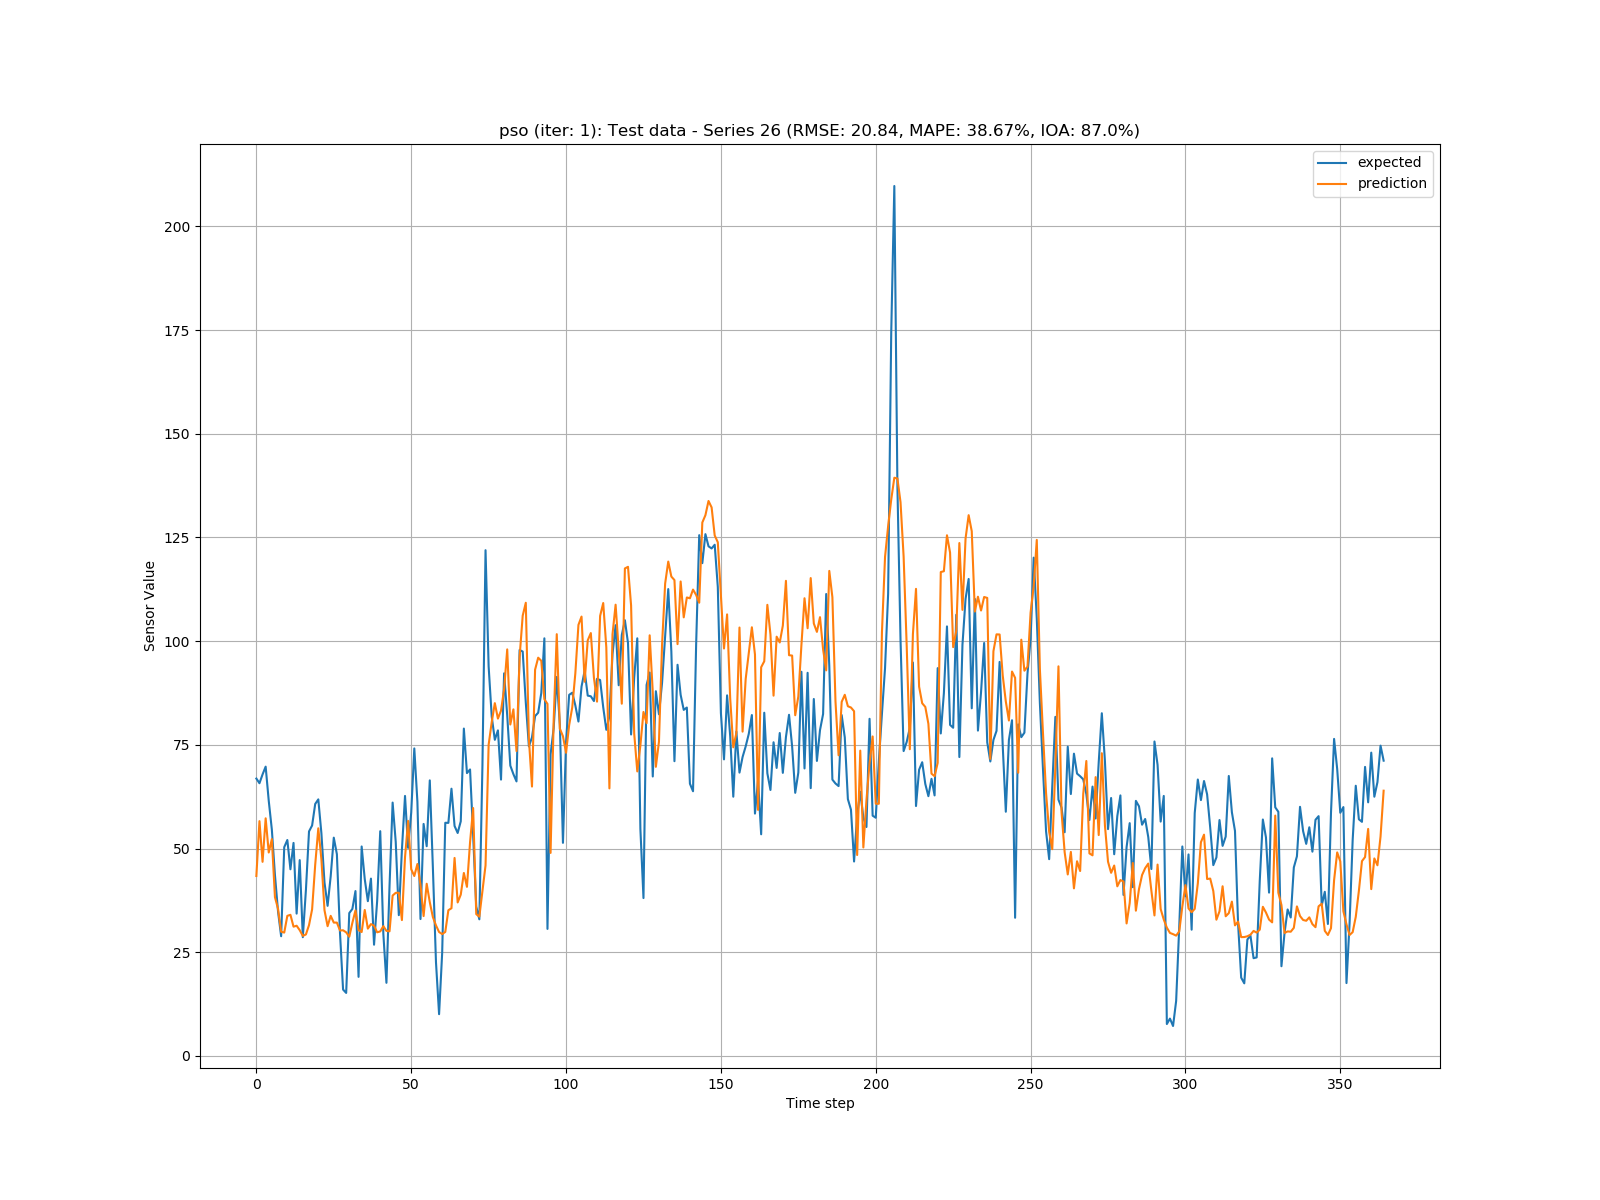 pso (iter: 1): Test data - Series 26 (RMSE: 20.84, MAPE: 38.67%, IOA: 87.0%)
expected
prediction
200
175
150
125
100
75
50
25
0
Sensor Value
0 50 100 150 200 250 300 350
Time step